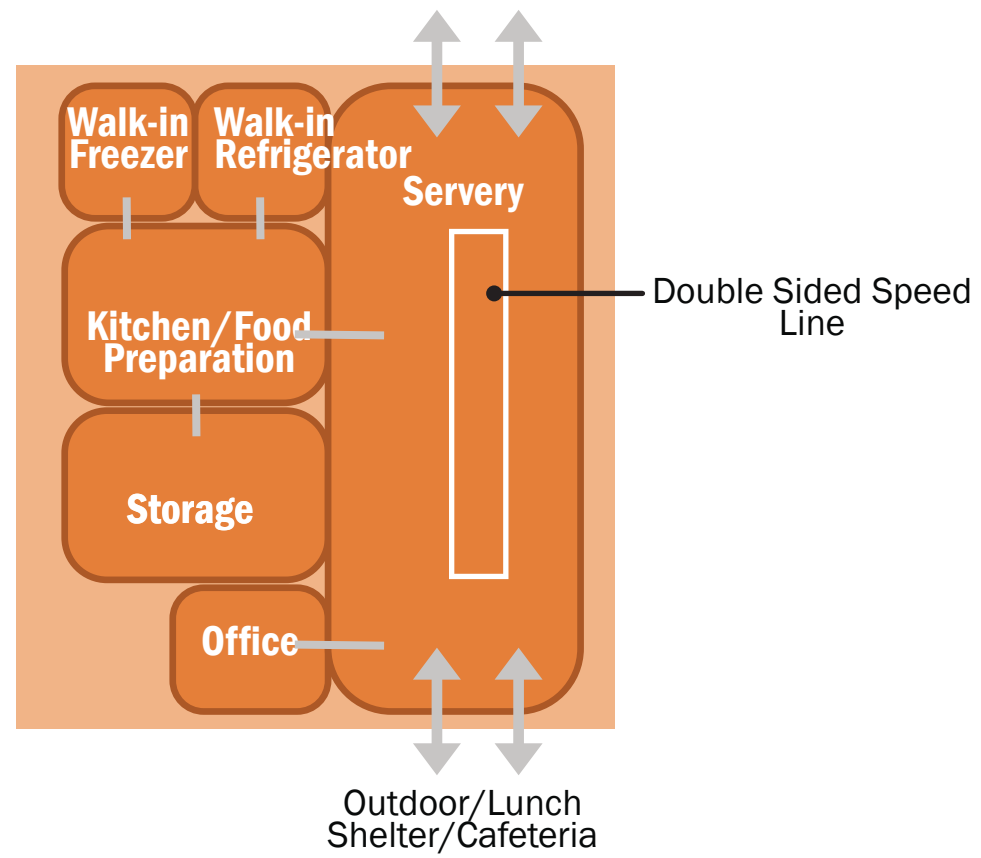 Walk-in
Freezer
Walk-in
Refrigerator
Servery
Double Sided Speed
Line
Kitchen/Food
Preparation
Storage
Office
Outdoor/Lunch
Shelter/Cafeteria